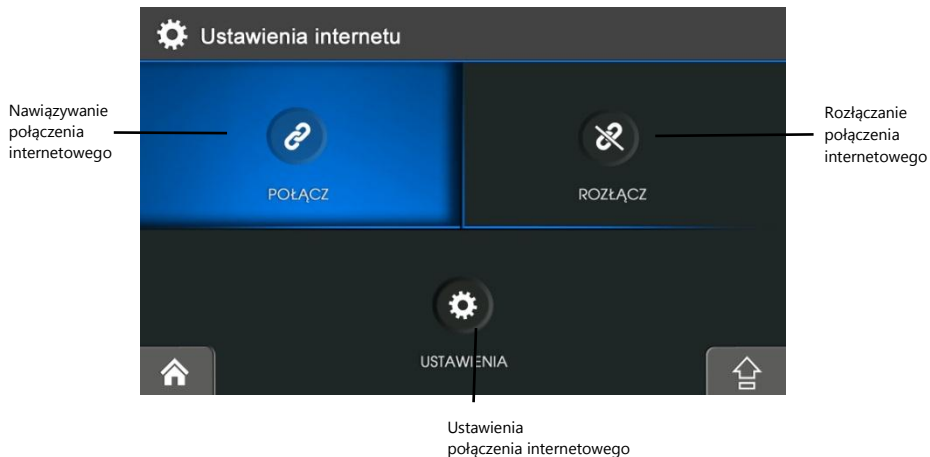 Ustawienia internetu
Nawiązywanie
połączenia
internetowego
Rozłączanie
połączenia
internetowego
POŁĄCZ
ROZŁĄCZ
USTAWIENIA
Ustawienia
połączenia internetowego